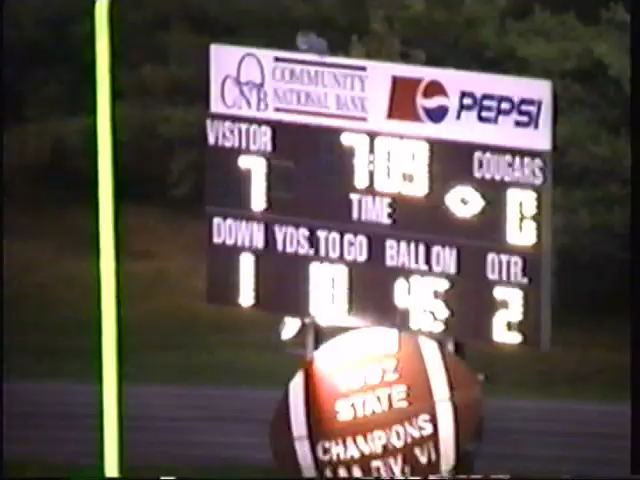 CNB COMMUNITY NATIONAL BANK PEPSI
VISITOR COUGARS
7 7:09
TIME
DOWN YDS. TO GO BALL ON QTR.
1 10 45 2
STATE
CHAMPIONS